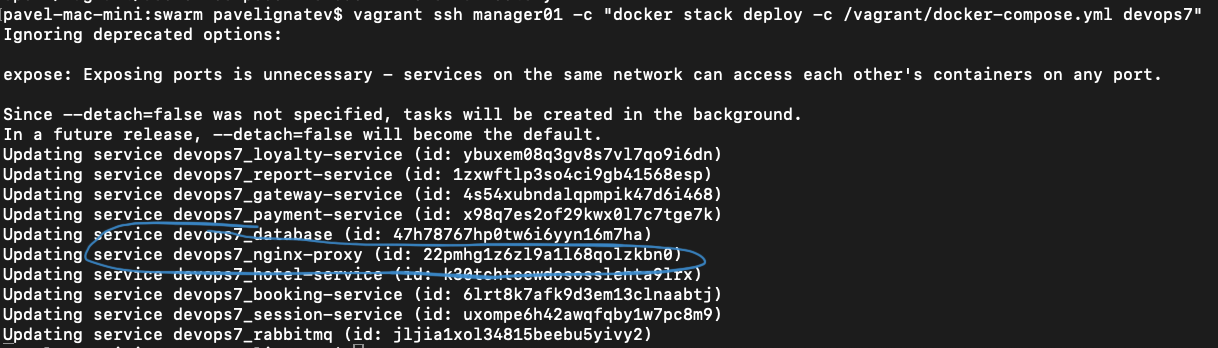 pavel-mac-mini:swarm pavelignatev$ vagrant ssh manager01 -c "docker stack deploy -c /vagrant/docker-compose.yml devops7"
Ignoring deprecated options:
expose: Exposing ports is unnecessary - services on the same network can access each other's containers on any port.
Since --detach=false was not specified, tasks will be created in the background.
In a future release, --detach=false will become the default.
Updating service devops7_loyalty-service (id: ybuxem08q3gv8s7vl7qo9i6dn)
Updating service devops7_report-service (id: 1zxwftlp3so4ci9gb41568esp)
Updating service devops7_gateway-service (id: 4s54xubndalqpmpik47d6i468)
Updating service devops7_payment-service (id: x98q7es2of29kwx0l7c7tge7k)
Updating service devops7_database (id: 47h78767hp0tw6i6yyn16m7ha)
Updating service devops7_nginx-proxy (id: 22pmhg1z6zl9a1l68qolzkbn0)
Updating service devops7_hotel-service (id:
Updating service devops7_booking-service (id: 6lrt8k7afk9d3em13clnaabtj)
Updating service devops7_session-service (id: uxompe6h42awqfqby1w7pc8m9)
Updating service devops7_rabbitmq (id: jljia1xol34815beebu5yivy2)